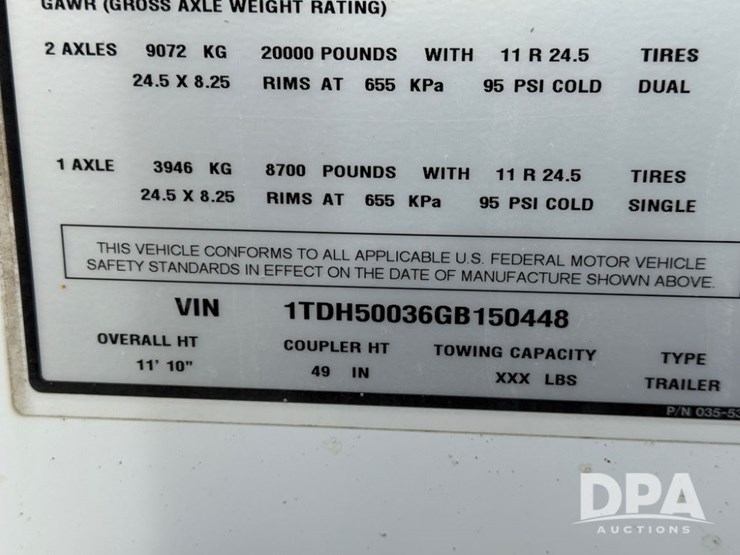 GAWR (GROSS AXLE WEIGHT RATING)
2 AXLES 9072 KG 20000 POUNDS WITH 11 R 24.5 TIRES
24.5 X 8.25 RIMS AT 655 KPa 95 PSI COLD DUAL
1 AXLE 3946 KG 8700 POUNDS WITH 11 R 24.5 TIRES
24.5 X 8.25 RIMS AT 655 KPa 95 PSI COLD SINGLE
THIS VEHICLE CONFORMS TO ALL APPLICABLE U.S. FEDERAL MOTOR VEHICLE
SAFETY STANDARDS IN EFFECT ON THE DATE OF MANUFACTURE SHOWN ABOVE.
VIN 1TDH50036GB150448
OVERALL HT COUPLER HT TOWING CAPACITY TYPE
11' 10" 49 IN XXX LBS TRAILER
P/N 035-53
DPA
AUCTIONS